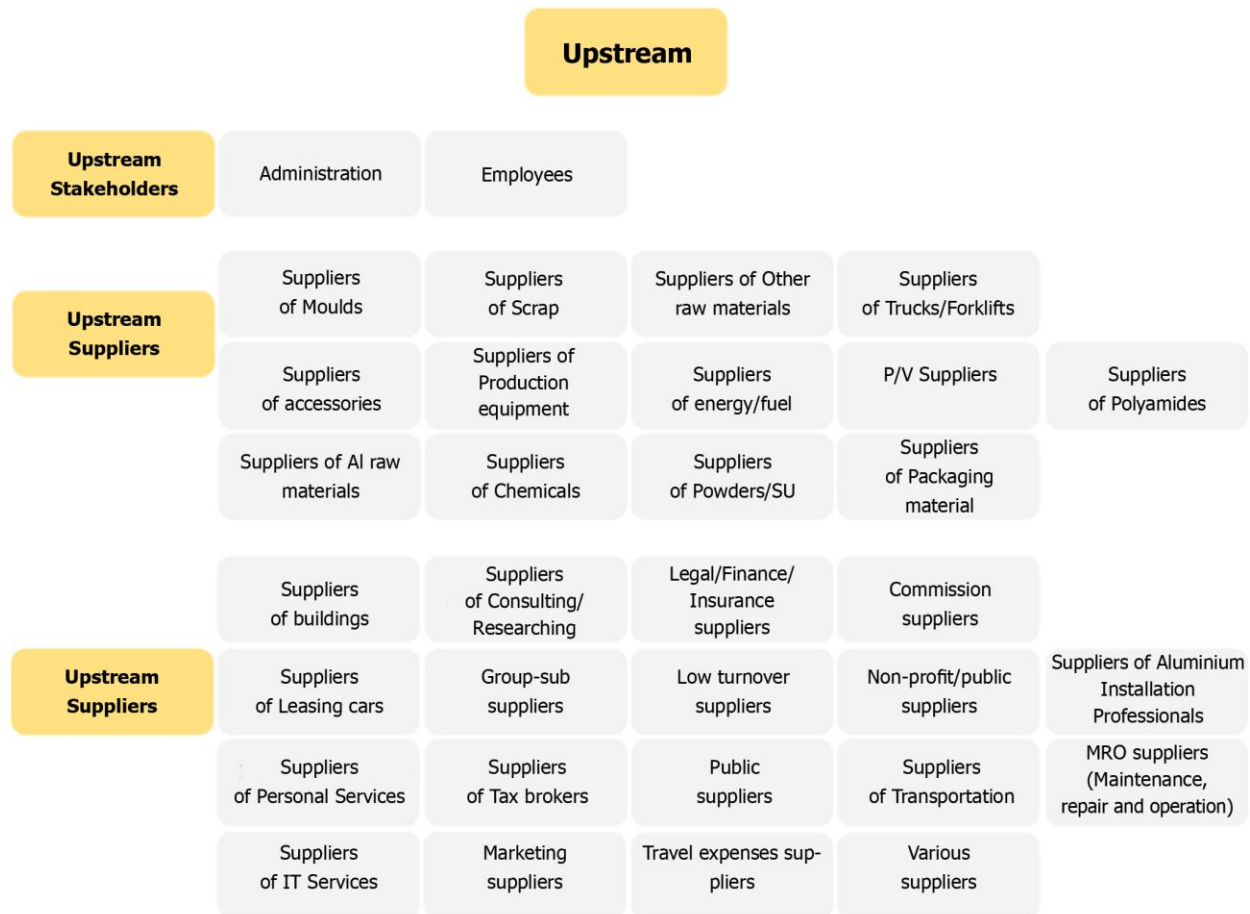 Upstream
Upstream
Stakeholders
Administration
Employees
Upstream
Suppliers
Suppliers
of Moulds
Suppliers
of Scrap
Suppliers of Other
raw materials
Suppliers
of Trucks/Forklifts
Suppliers
of accessories
Suppliers of
Production
equipment
Suppliers
of energy/fuel
P/V Suppliers
Suppliers
of Polyamides
Suppliers of Al raw
materials
Suppliers
of Chemicals
Suppliers
of Powders/SU
Suppliers
of Packaging
material
Upstream
Suppliers
Suppliers
of buildings
Suppliers
of Consulting/
Researching
Legal/Finance/
Insurance
suppliers
Commission
suppliers
Suppliers
of Leasing cars
Group-sub
suppliers
Low turnover
suppliers
Non-profit/public
suppliers
Suppliers of Aluminium
Installation
Professionals
Suppliers
of Personal Services
Suppliers
of Tax brokers
Public
suppliers
Suppliers
of Transportation
MRO suppliers
(Maintenance,
repair and operation)
Suppliers
of IT Services
Marketing
suppliers
Travel expenses sup-
pliers
Various
suppliers